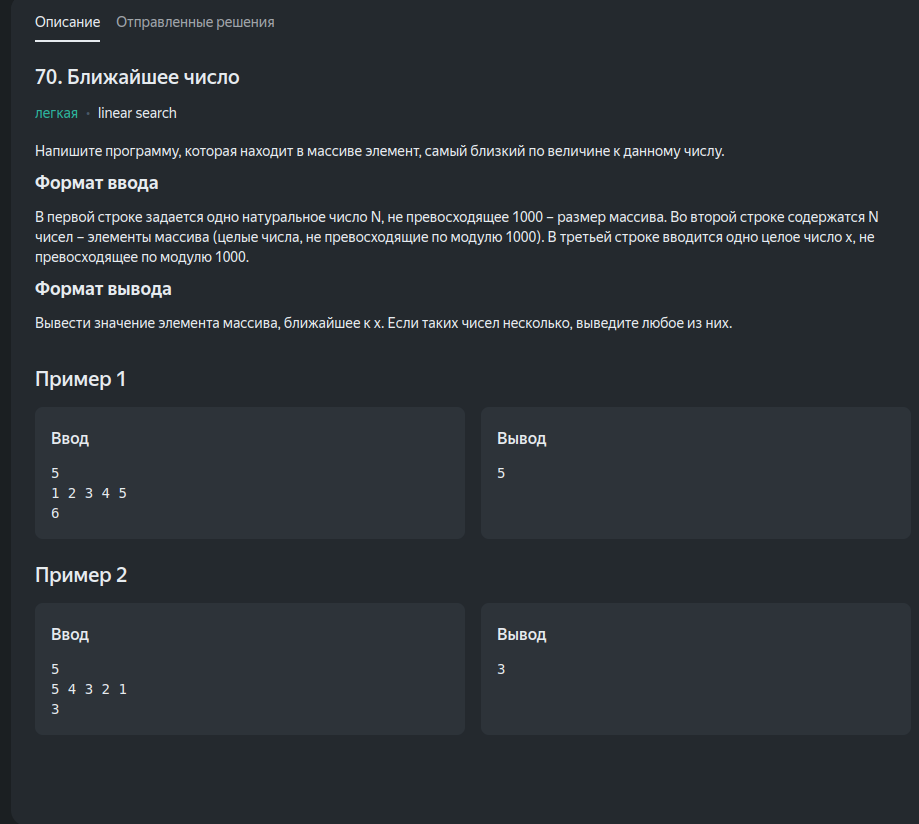 Описание Отправленные решения
70. Ближайшее число
легкая · linear search
Напишите программу, которая находит в массиве элемент, самый близкий по величине к данному числу.
Формат ввода
В первой строке задается одно натуральное число N, не превосходящее 1000 – размер массива. Во второй строке содержатся N
чисел – элементы массива (целые числа, не превосходящие по модулю 1000). В третьей строке вводится одно целое число x, не
превосходящее по модулю 1000.
Формат вывода
Вывести значение элемента массива, ближайшее к x. Если таких чисел несколько, выведите любое из них.
Пример 1
Ввод
5
1 2 3 4 5
6
Вывод
5
Пример 2
Ввод
5
5 4 3 2 1
3
Вывод
3